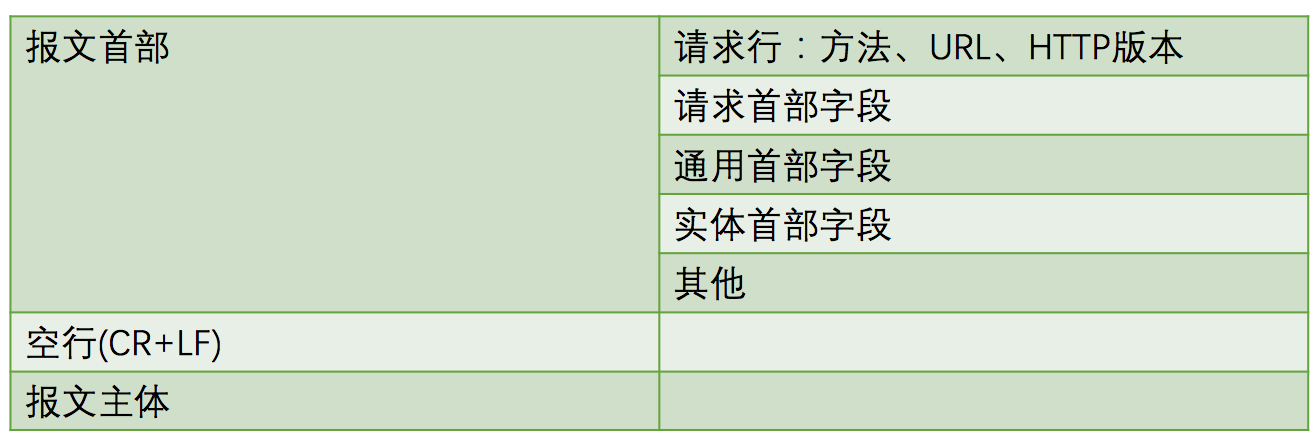 报文首部
请求行：方法、URL、HTTP版本
请求首部字段
通用首部字段
实体首部字段
其他
空行(CR+LF)
报文主体